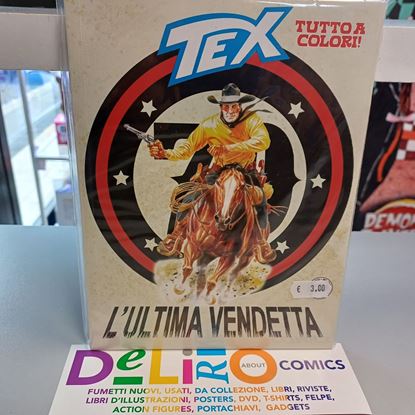 TEX
TUTTO A
COLORI!
L'ULTIMA VENDETTA
€ 3.00
DeLiRiO ABOUT COMICS
FUMETTI NUOVI, USATI, DA COLLEZIONE, LIBRI, RIVISTE,
LIBRI D'ILLUSTRAZIONI, POSTERS, DVD, T-SHIRTS, FELPE,
ACTION FIGURES, PORTACHIAVI, GADGETS